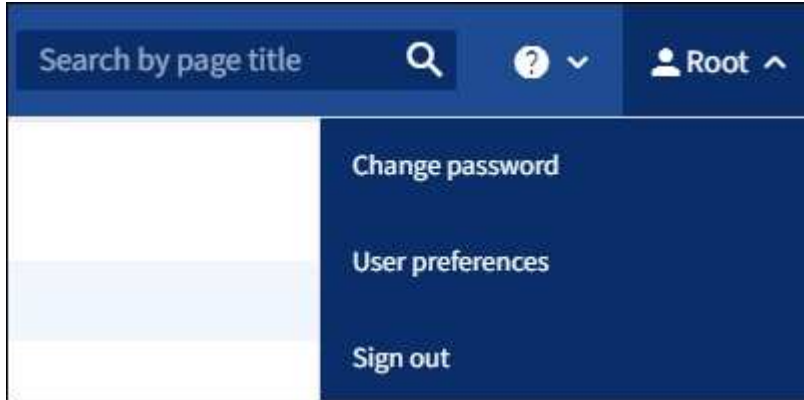 Search by page title
Root
Change password
User preferences
Sign out